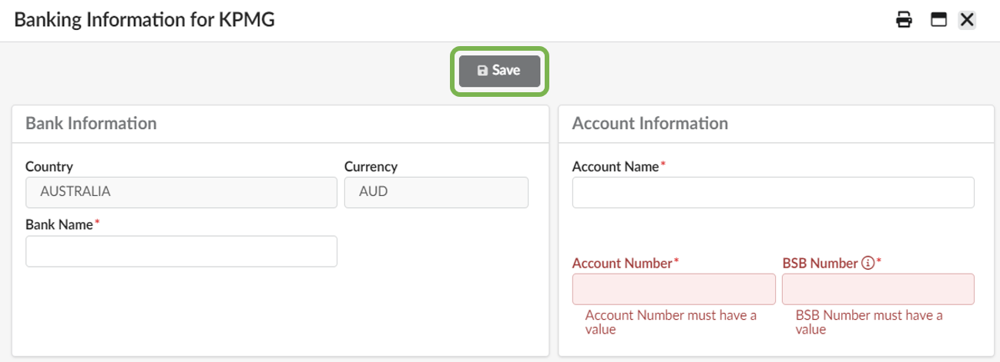 Banking Information for KPMG
Save
Bank Information
Country
Currency
AUSTRALIA
AUD
Bank Name*
Account Information
Account Name*
Account Number*
BSB Number *
Account Number must have a
value
BSB Number must have a
value